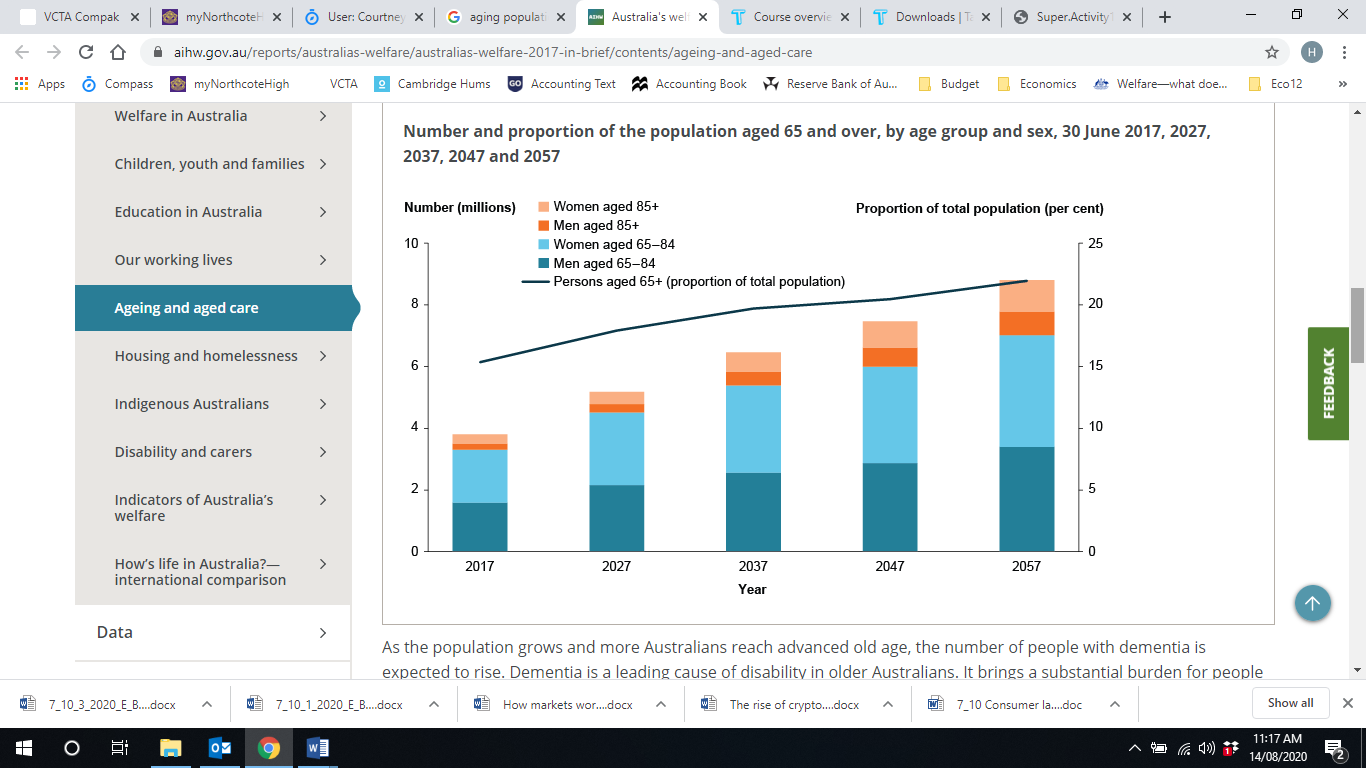 VCTA Compak
myNorthcoteH
User: Courtney
aging populati
Australia's welf
Course overvie
Downloads | Ta
Super.Activity1
aihw.gov.au/reports/australias-welfare/australias-welfare-2017-in-brief/contents/ageing-and-aged-care
H
Apps
Compass
myNorthcoteHigh
VCTA
Cambridge Hums
GO
Accounting Text
Accounting Book
Reserve Bank of Au...
Budget
Economics
Welfare—what doe...
Eco12
»
Welfare in Australia
Children, youth and families
Education in Australia
Our working lives
Ageing and aged care
Housing and homelessness
Indigenous Australians
Disability and carers
Indicators of Australia's
welfare
How's life in Australia?—
international comparison
Data
Number and proportion of the population aged 65 and over, by age group and sex, 30 June 2017, 2027,
2037, 2047 and 2057
Number (millions)
Women aged 85+
Men aged 85+
Women aged 65–84
Men aged 65–84
Persons aged 65+ (proportion of total population)
Proportion of total population (per cent)
10
8
6
4
2
0
25
20
15
10
5
0
2017
2027
2037
2047
2057
Year
FEEDBACK
As the population grows and more Australians reach advanced old age, the number of people with dementia is
expected to rise. Dementia is a leading cause of disability in older Australians. It brings a substantial burden for people
7_10_3_2020_E_B....docx
7_10_1_2020_E_B....docx
How markets wor....docx
The rise of crypto....docx
7_10 Consumer la....doc
Show all
11:17 AM
14/08/2020
2